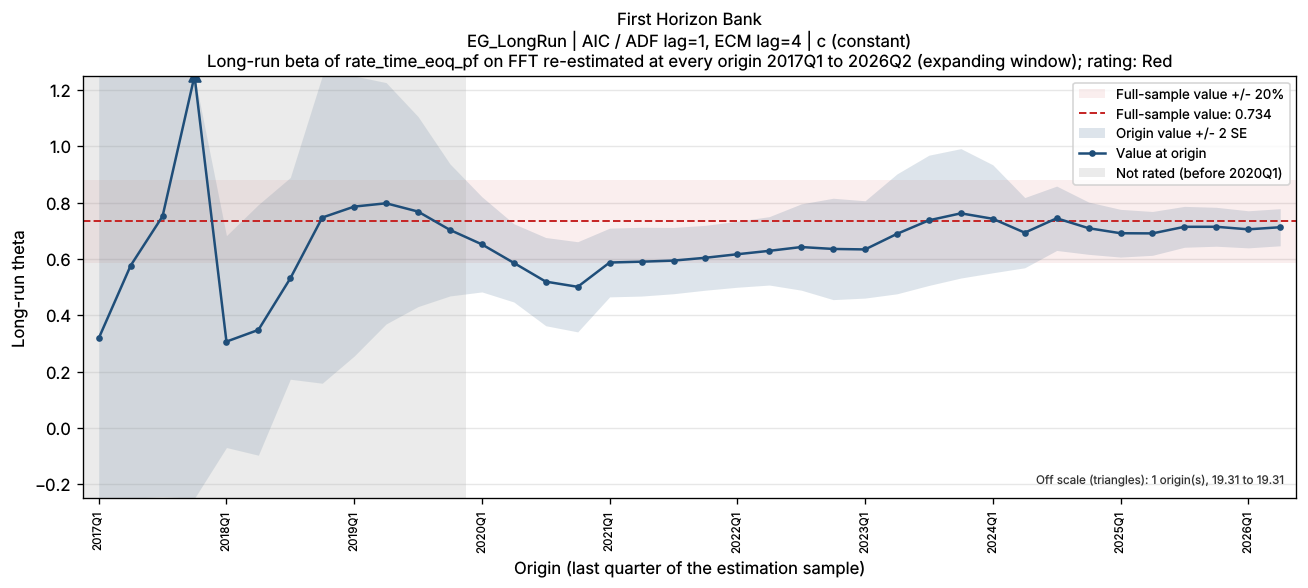 First Horizon Bank
EG_LongRun | AIC / ADF lag=1, ECM lag=4 | c (constant)
Long-run beta of rate_time_eoq_pf on FFT re-estimated at every origin 2017Q1 to 2026Q2 (expanding window); rating: Red
Full-sample value +/- 20%
Full-sample value: 0.734
Origin value +/- 2 SE
Value at origin
Not rated (before 2020Q1)
1.2
1.0
0.8
0.6
0.4
0.2
0.0
−0.2
Long-run theta
Off scale (triangles): 1 origin(s), 19.31 to 19.31
2017Q1
2018Q1
2019Q1
2020Q1
2021Q1
2022Q1
2023Q1
2024Q1
2025Q1
2026Q1
Origin (last quarter of the estimation sample)